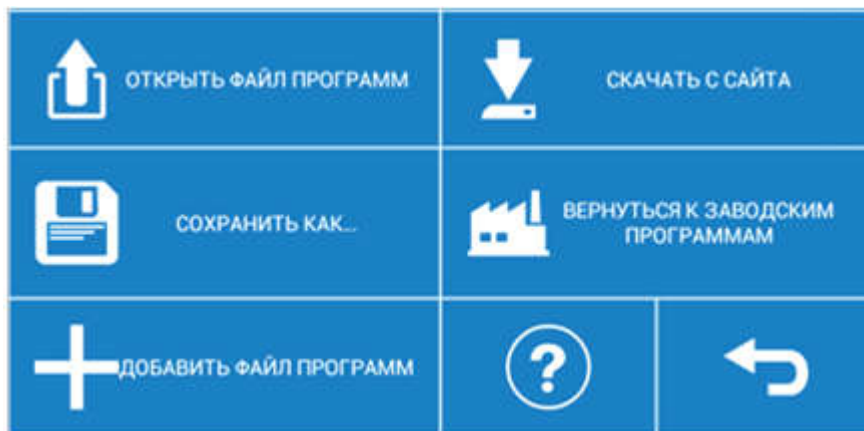 ОТКРЫТЬ ФАЙЛ ПРОГРАММ
СКАЧАТЬ С САЙТА
СОХРАНИТЬ КАК...
ВЕРНУТЬСЯ К ЗАВОДСКИМ
ПРОГРАММАМ
ДОБАВИТЬ ФАЙЛ ПРОГРАММ
?